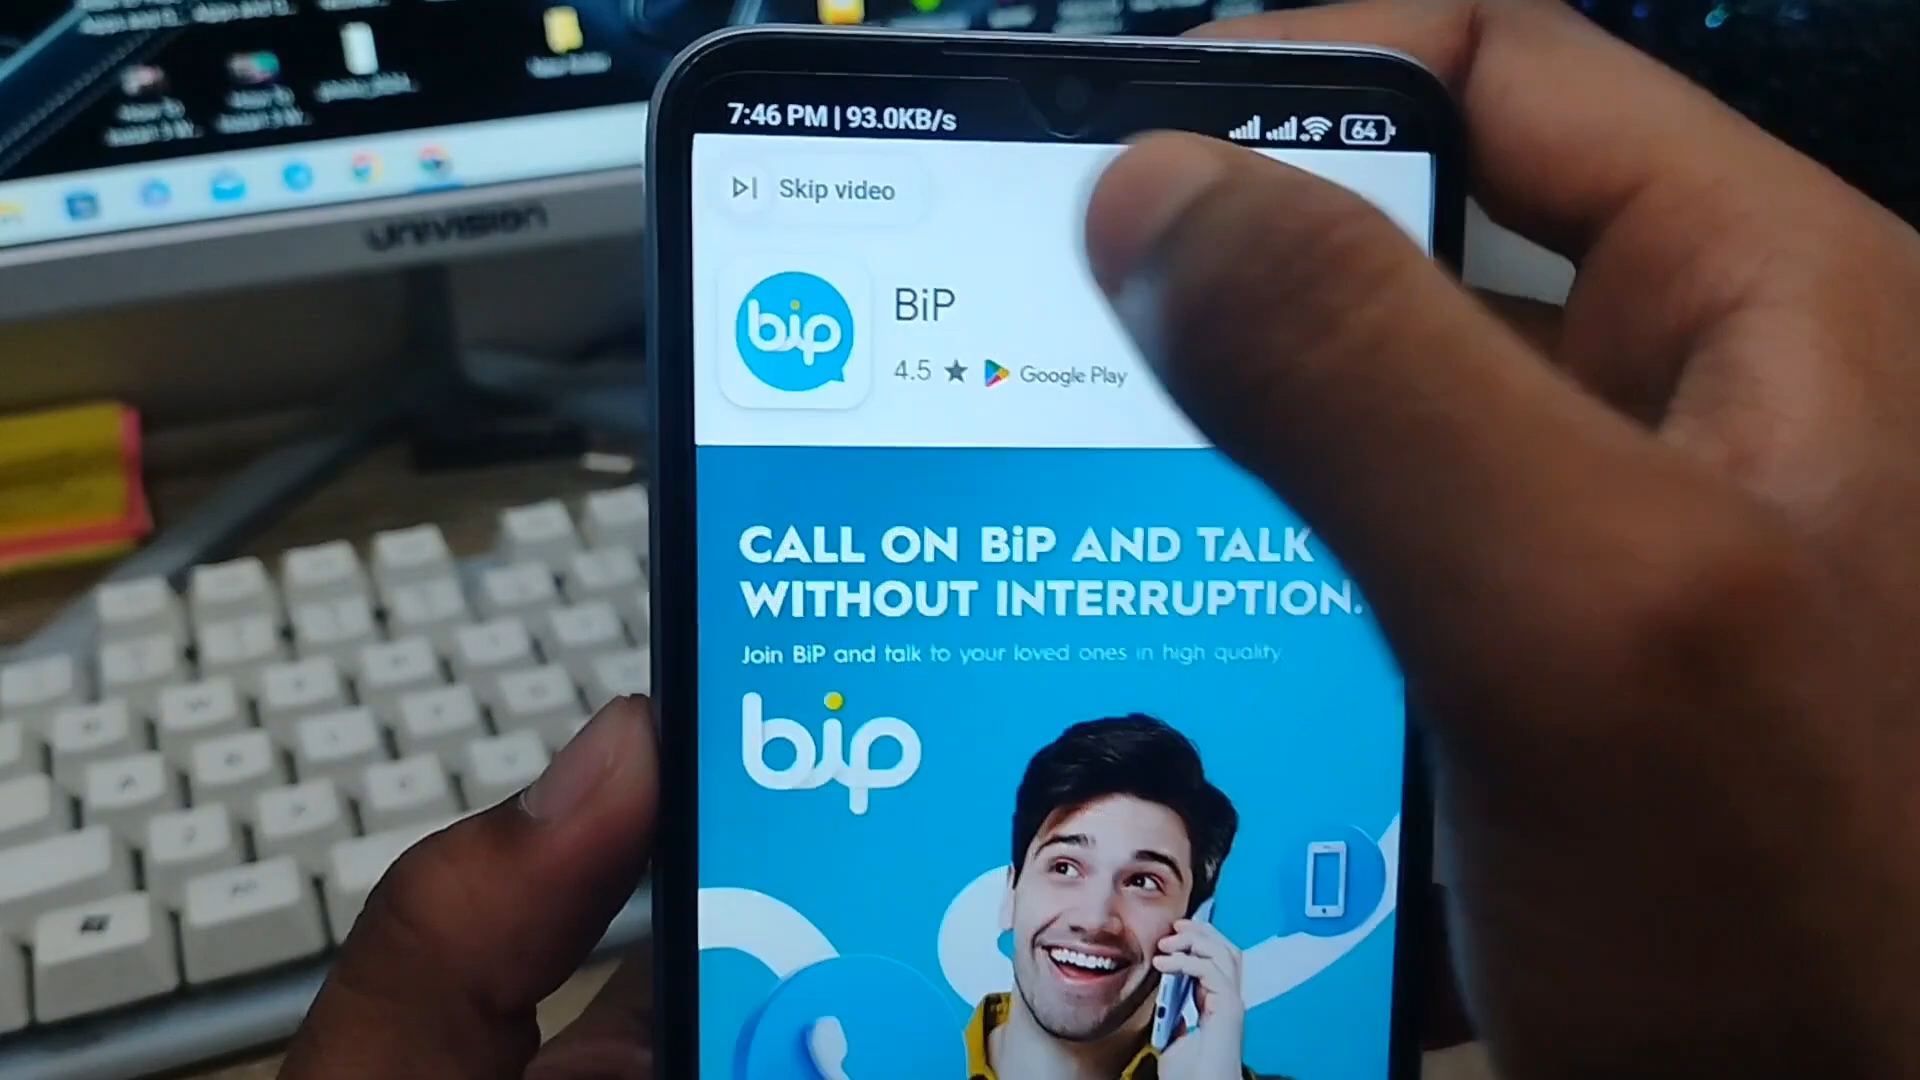 7:46 PM | 93.0KB/s
64
Skip video
bip
BiP
4.5 ★ Google Play
CALL ON BiP AND TALK
WITHOUT INTERRUPTION.
Join BiP and talk to your loved ones in high quality
bip
univision